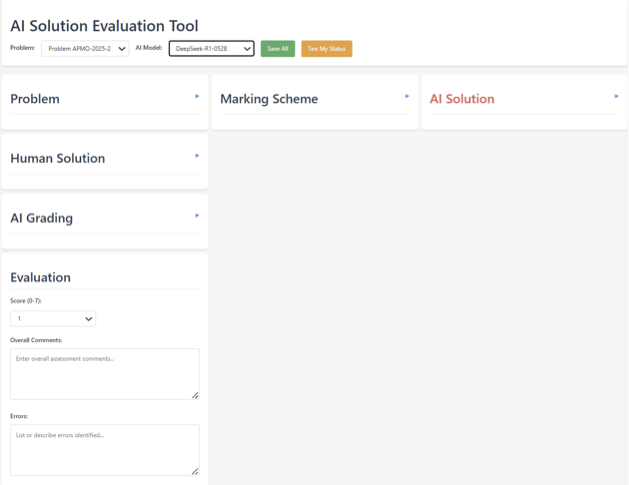 AI Solution Evaluation Tool
Problem: Problem APMO-2025-2 AI Model: DeepSeek-R1-0528 Save All See My Status
Problem
Marking Scheme
AI Solution
Human Solution
AI Grading
Evaluation
Score (0-7):
1
Overall Comments:
Enter overall assessment comments...
Errors:
List or describe errors identified...